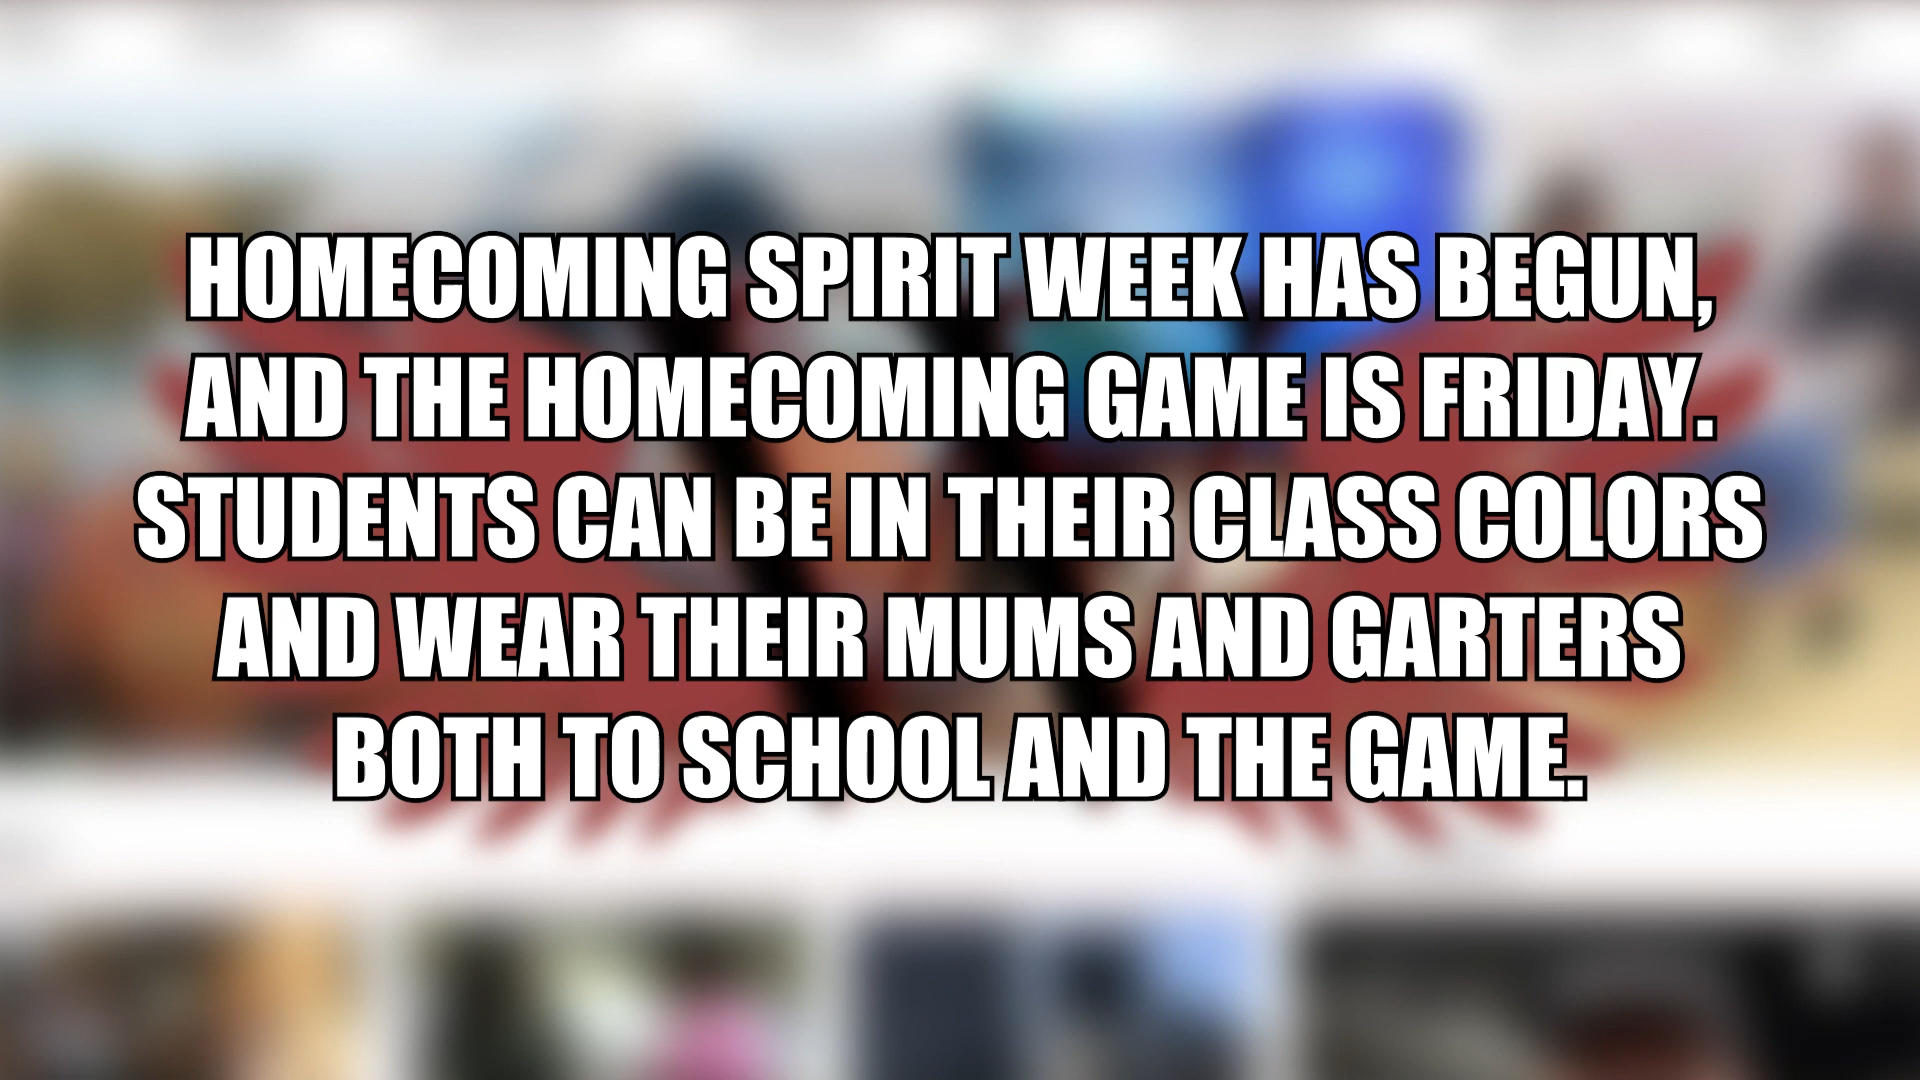 HOMECOMING SPIRIT WEEK HAS BEGUN,
AND THE HOMECOMING GAME IS FRIDAY.
STUDENTS CAN BE IN THEIR CLASS COLORS
AND WEAR THEIR MUMS AND GARTERS
BOTH TO SCHOOL AND THE GAME.